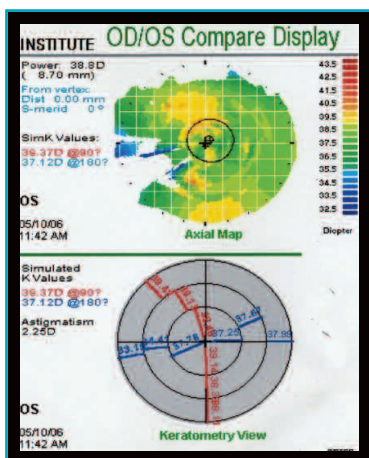 INSTITUTE OD/OS Compare Display
Power: 38.8D
( 8.70 mm)
From vertex:
Dist 0.00 mm
S-merid 0°
SimK Values:
39.37D @90?
37.12D @180?
OS
05/10/06
11:42 AM
Axial Map
43.5
42.5
41.5
40.5
39.5
38.5
37.5
36.5
35.5
34.5
33.5
32.5
Diopter
Simulated
K Values
39.37D @90?
37.12D @180?
Astigmatism
2.25D
37.67
37.25
37.99
37.78
OS
05/10/06
11:42 AM
Keratometry View